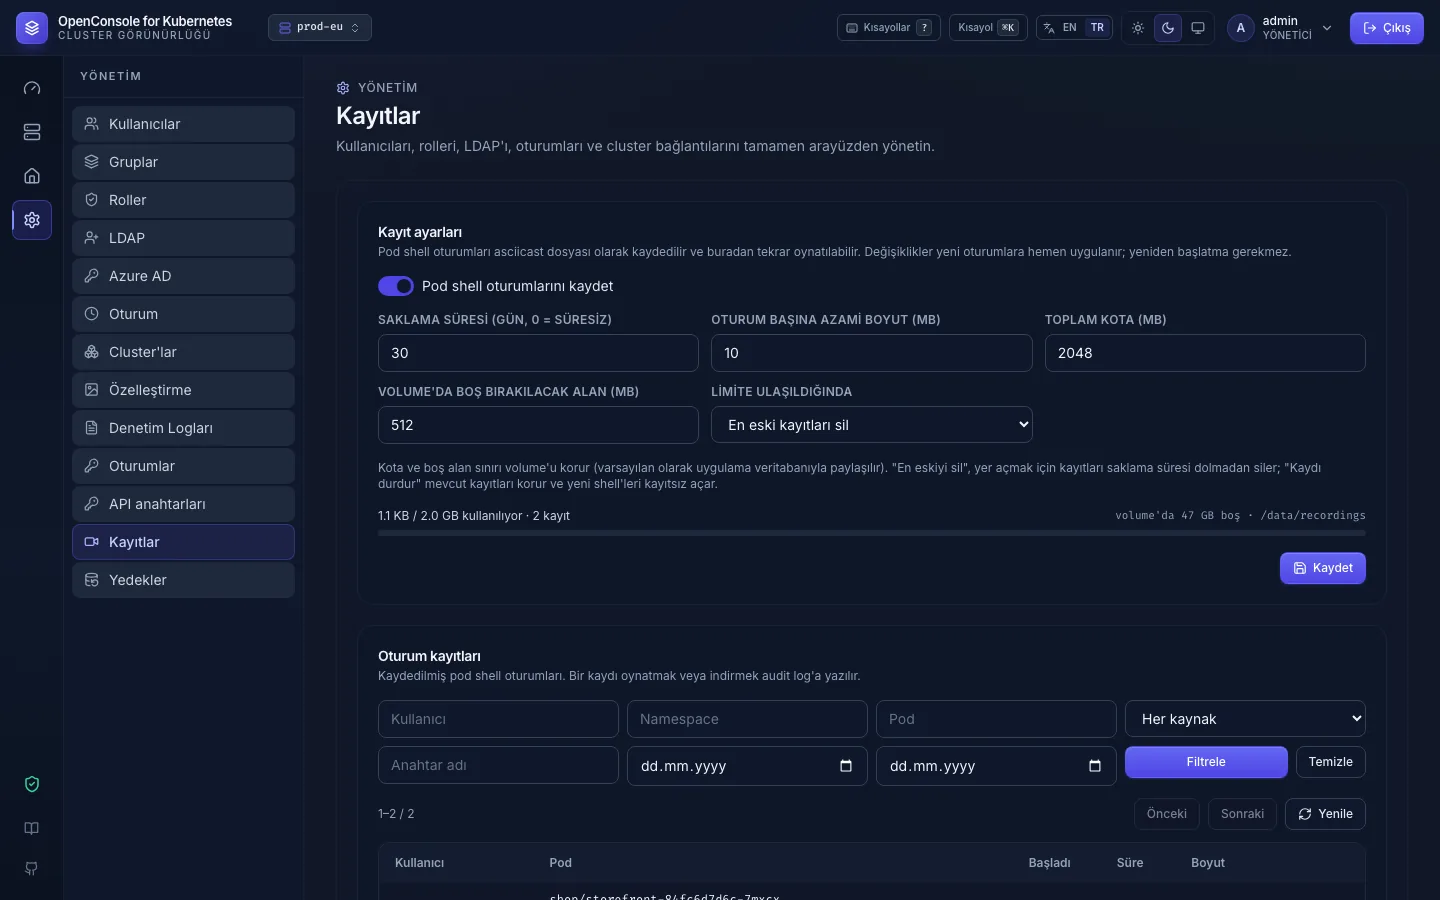 OpenConsole for Kubernetes
CLUSTER GÖRÜNÜRLÜĞÜ
prod-eu
Kısayollar ?
Kısayol ⌘K
EN TR
A
admin
YÖNETİCİ
Çıkış
YÖNETİM
Kullanıcılar
Gruplar
Roller
LDAP
Azure AD
Oturum
Cluster'lar
Özelleştirme
Denetim Logları
Oturumlar
API anahtarları
Kayıtlar
Yedekler
YÖNETİM
Kayıtlar
Kullanıcıları, rolleri, LDAP'ı, oturumları ve cluster bağlantılarını tamamen arayüzden yönetin.
Kayıt ayarları
Pod shell oturumları asciicast dosyası olarak kaydedilir ve buradan tekrar oynatılabilir. Değişiklikler yeni oturumlara hemen uygulanır; yeniden başlatma gerekmez.
Pod shell oturumlarını kaydet
SAKLAMA SÜRESİ (GÜN, 0 = SÜRESİZ)
OTURUM BAŞINA AZAMİ BOYUT (MB)
TOPLAM KOTA (MB)
30
10
2048
VOLUME'DA BOŞ BIRAKILACAK ALAN (MB)
LİMİTE ULAŞILDIĞINDA
512
En eski kayıtları sil
Kota ve boş alan sınırı volume'u korur (varsayılan olarak uygulama veritabanıyla paylaşılır). "En eskiyi sil", yer açmak için kayıtları saklama süresi dolmadan siler; "Kaydı
durdur" mevcut kayıtları korur ve yeni shell'leri kayıtsız açar.
1.1 KB / 2.0 GB kullanılıyor · 2 kayıt
volume'da 47 GB boş · /data/recordings
Kaydet
Oturum kayıtları
Kaydedilmiş pod shell oturumları. Bir kaydı oynatmak veya indirmek audit log'a yazılır.
Kullanıcı
Namespace
Pod
Her kaynak
Anahtar adı
dd.mm.yyyy
dd.mm.yyyy
Filtrele
Temizle
1–2 / 2
Önceki
Sonraki
Yenile
Kullanıcı
Pod
Başladı
Süre
Boyut
shop/storefront-84fc6d7d6c-7mxcx